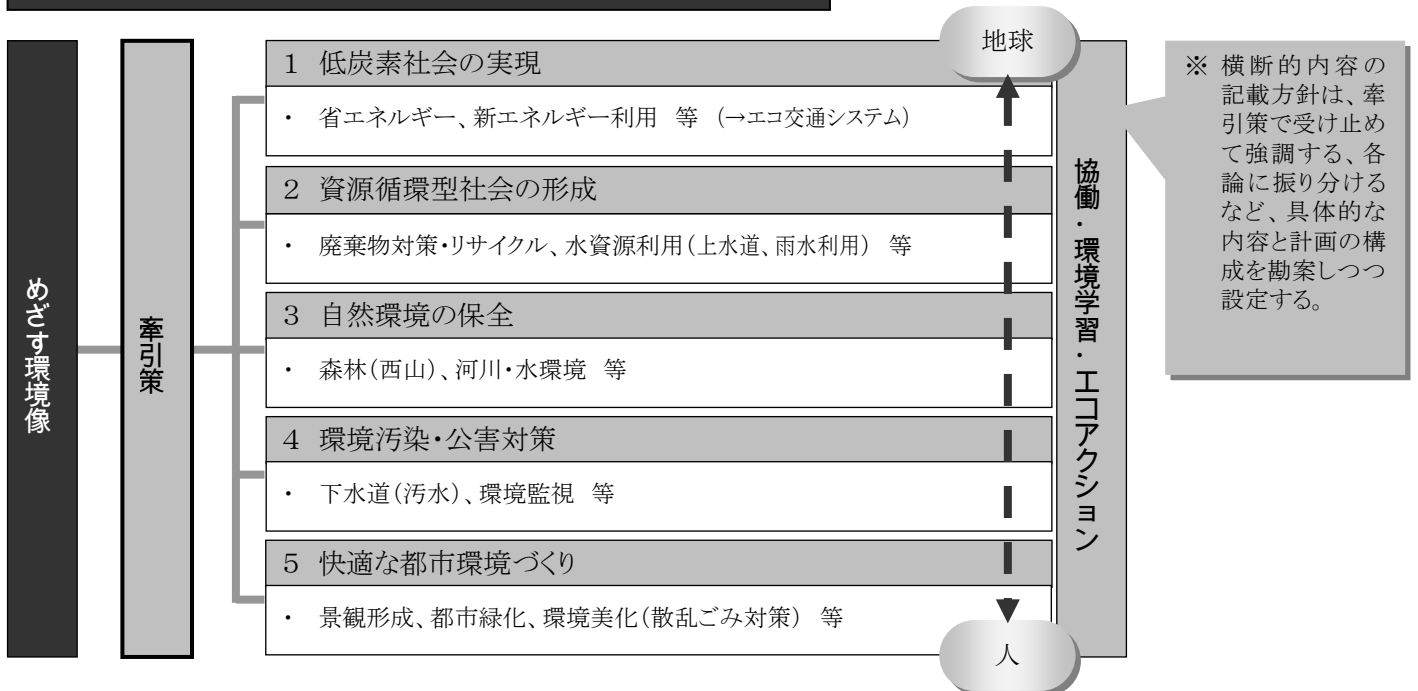 めざす環境像
牽引策
地球
1 低炭素社会の実現
・ 省エネルギー、新エネルギー利用 等 (→エコ交通システム)
2 資源循環型社会の形成
・ 廃棄物対策・リサイクル、水資源利用(上水道、雨水利用) 等
3 自然環境の保全
・ 森林(西山)、河川・水環境 等
4 環境汚染・公害対策
・ 下水道(汚水)、環境監視 等
5 快適な都市環境づくり
・ 景観形成、都市緑化、環境美化(散乱ごみ対策) 等
人
協働・環境学習・エコアクション
※ 横断的内容の
記載方針は、牽
引策で受け止め
て強調する、各
論に振り分ける
など、具体的な
内容と計画の構
成を勘案しつつ
設定する。